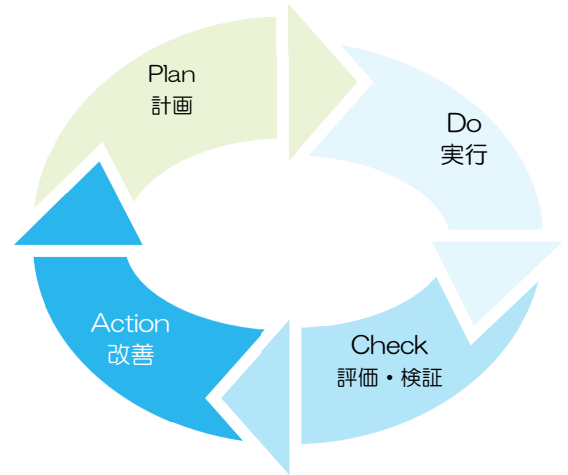 Plan
計画
Do
実行
Check
評価・検証
Action
改善